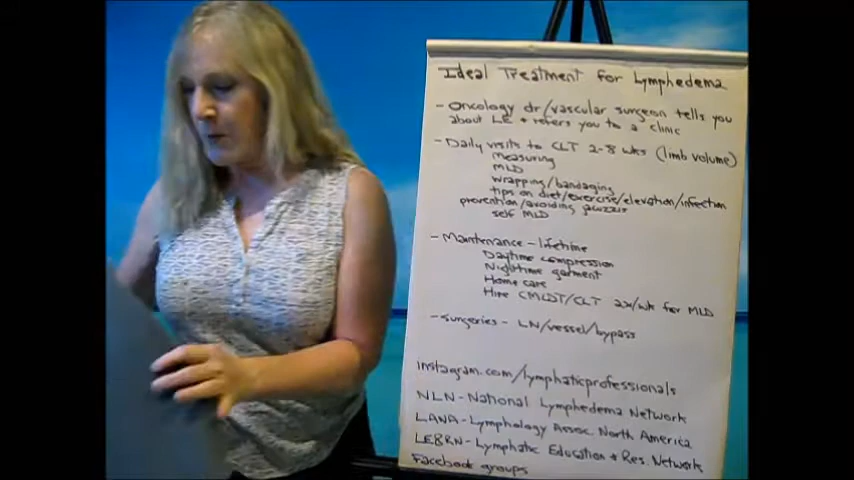 Ideal Treatment for Lymphedema
- Oncology dr/vascular surgeon tells you
about LE + refers you to a clinic
- Daily visits to CLT 2-8 wks (limb volume)
Measuring
MLD
wrapping/bandaging
tips on diet/exercise/elevation/infection
prevention/avoiding
self MLD
- Maintenance - lifetime
Daytime compression
Nighttime garment
Home care
Hire CMLDT/CLT 2x/wk for MLD
- Surgeries - LN/vessel/bypass
instagram.com/lymphaticprofessionals
NLN - National Lymphedema Network
LANA - Lymphology Assoc. North America
LE&RN - Lymphatic Education + Res. Network
Facebook groups